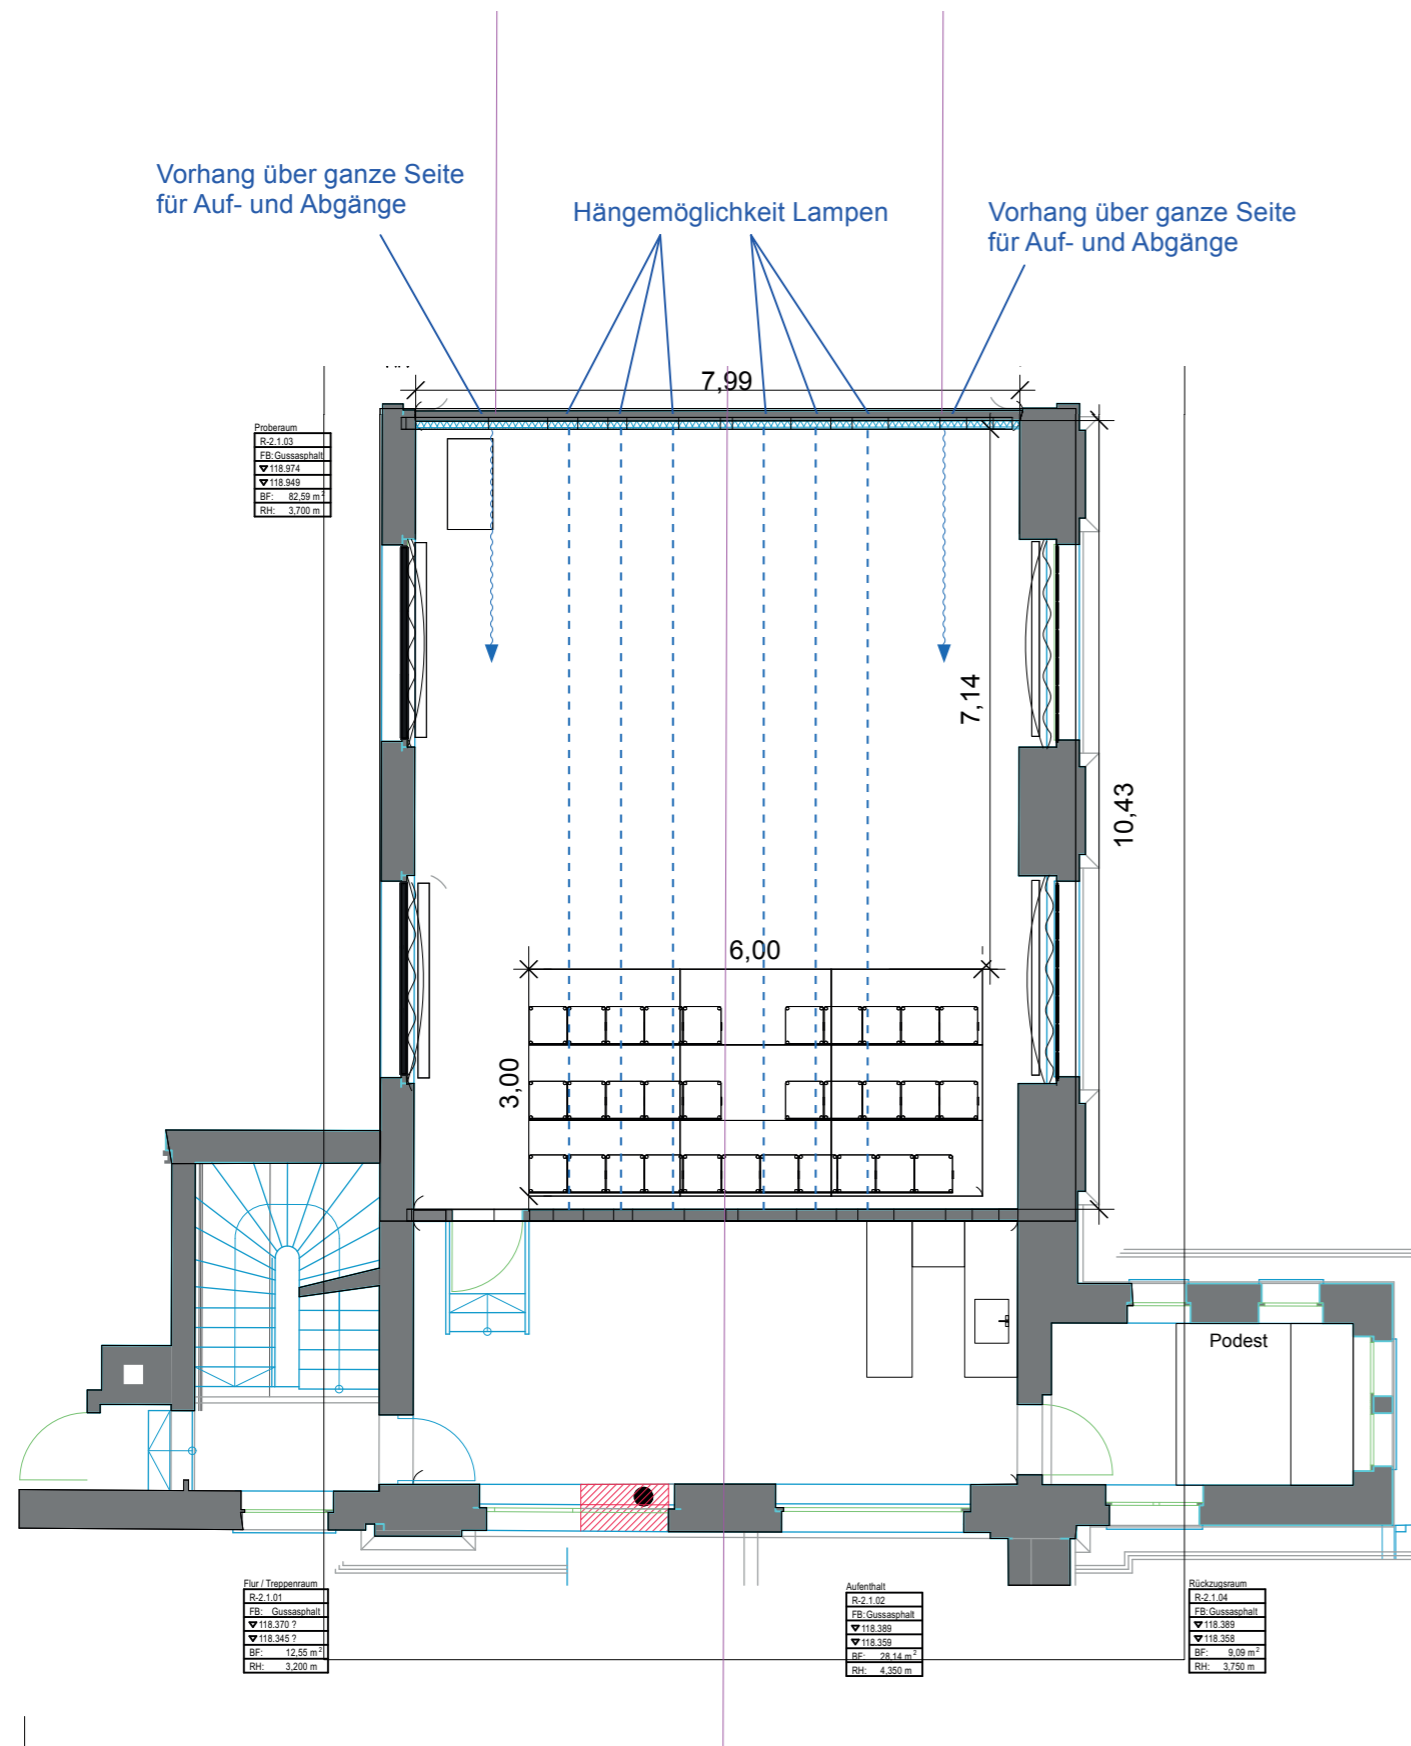 Vorhang über ganze Seite
für Auf- und Abgänge
Hängemöglichkeit Lampen
Vorhang über ganze Seite
für Auf- und Abgänge
7,99
Proberaum
R-2.1.03
FB: Gussasphalt
118.974
118.949
BF: 82,59 m²
RH: 3,700 m
7,14
10,43
6,00
3,00
Podest
Flur / Treppenraum
R-2.1.01
FB: Gussasphalt
118.370 ?
118.345 ?
BF: 12,55 m²
RH: 3,200 m
Aufenthalt
R-2.1.02
FB: Gussasphalt
118.389
118.359
BF: 28,14 m²
RH: 4,350 m
Rückzugsraum
R-2.1.04
FB: Gussasphalt
118.389
118.358
BF: 9,09 m²
RH: 3,750 m